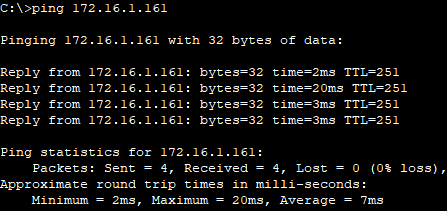 C:\>ping 172.16.1.161
Pinging 172.16.1.161 with 32 bytes of data:
Reply from 172.16.1.161: bytes=32 time=2ms TTL=251
Reply from 172.16.1.161: bytes=32 time=20ms TTL=251
Reply from 172.16.1.161: bytes=32 time=3ms TTL=251
Reply from 172.16.1.161: bytes=32 time=3ms TTL=251
Ping statistics for 172.16.1.161:
    Packets: Sent = 4, Received = 4, Lost = 0 (0% loss),
Approximate round trip times in milli-seconds:
    Minimum = 2ms, Maximum = 20ms, Average = 7ms